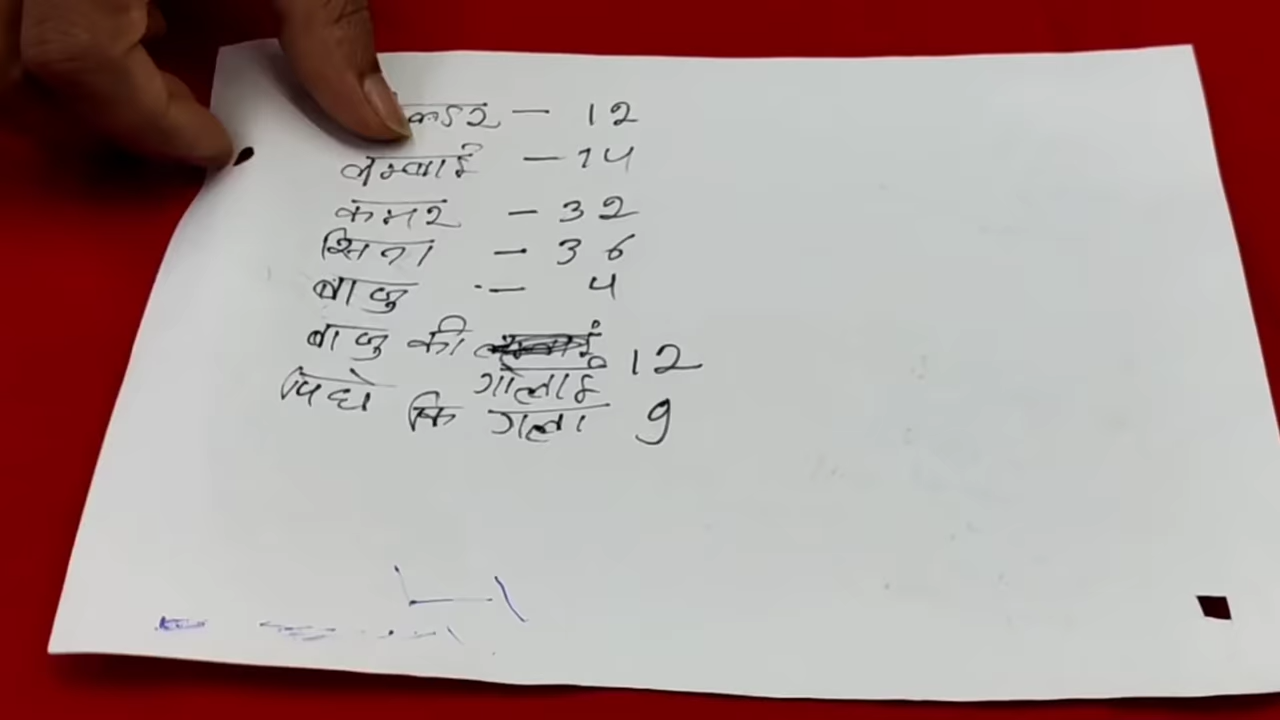 - 12
लम्बाई - 14
कमर - 32
सिना - 36
बाजु - 4
बाजु की गोलाई 12
पिछे कि गला 9